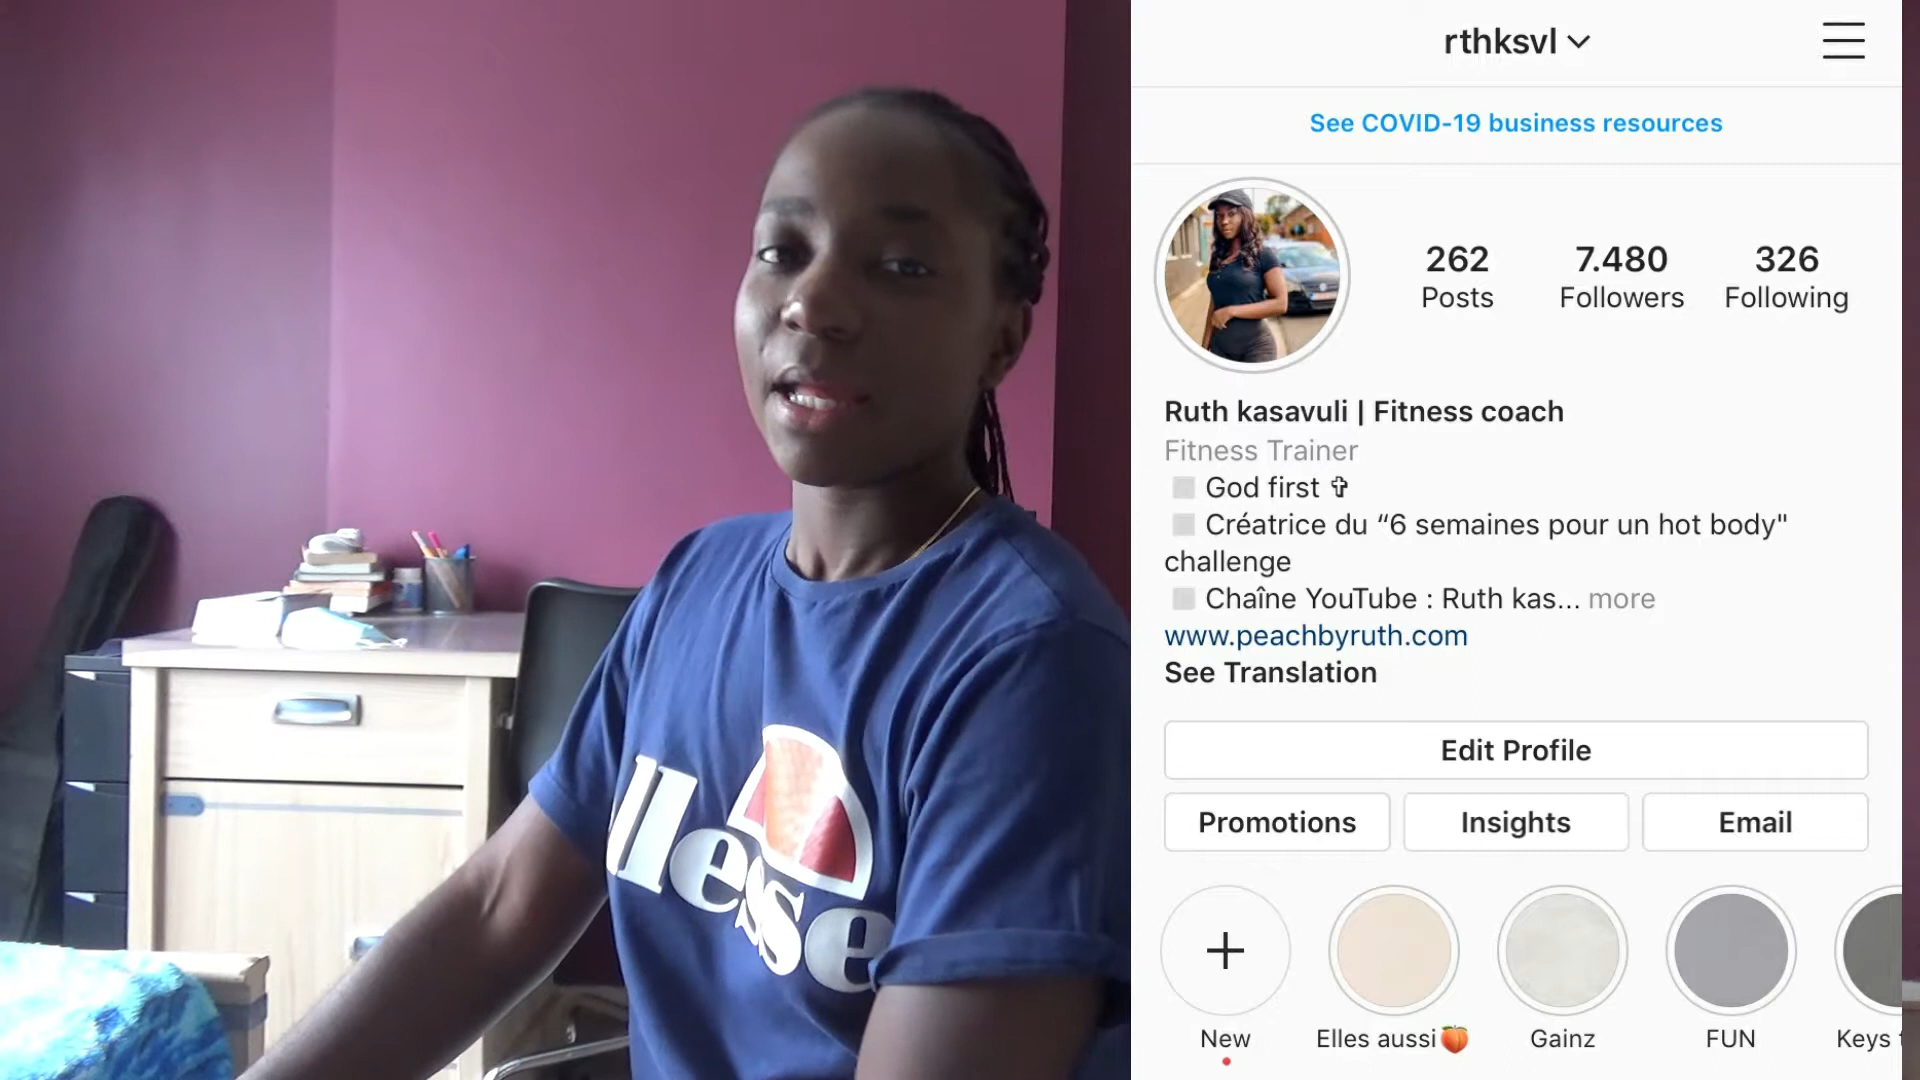 rthksvl
See COVID-19 business resources
262
Posts
7.480
Followers
326
Following
Ruth kasavuli | Fitness coach
Fitness Trainer
God first ✞
Créatrice du “6 semaines pour un hot body"
challenge
Chaîne YouTube : Ruth kas... more
www.peachbyruth.com
See Translation
Edit Profile
Promotions
Insights
Email
New
Elles aussi🍑
Gainz
FUN
Keys
llesse